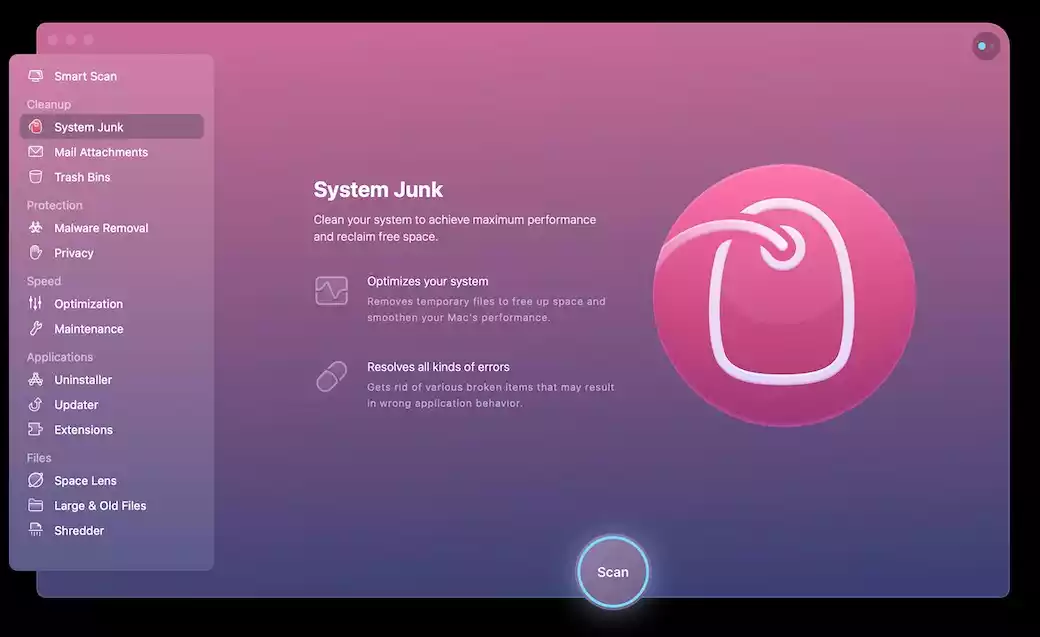 Smart Scan
Cleanup
System Junk
Mail Attachments
Trash Bins
Protection
Malware Removal
Privacy
Speed
Optimization
Maintenance
Applications
Uninstaller
Updater
Extensions
Files
Space Lens
Large & Old Files
Shredder
System Junk
Clean your system to achieve maximum performance
and reclaim free space.
Optimizes your system
Removes temporary files to free up space and
smoothen your Mac's performance.
Resolves all kinds of errors
Gets rid of various broken items that may result
in wrong application behavior.
Scan